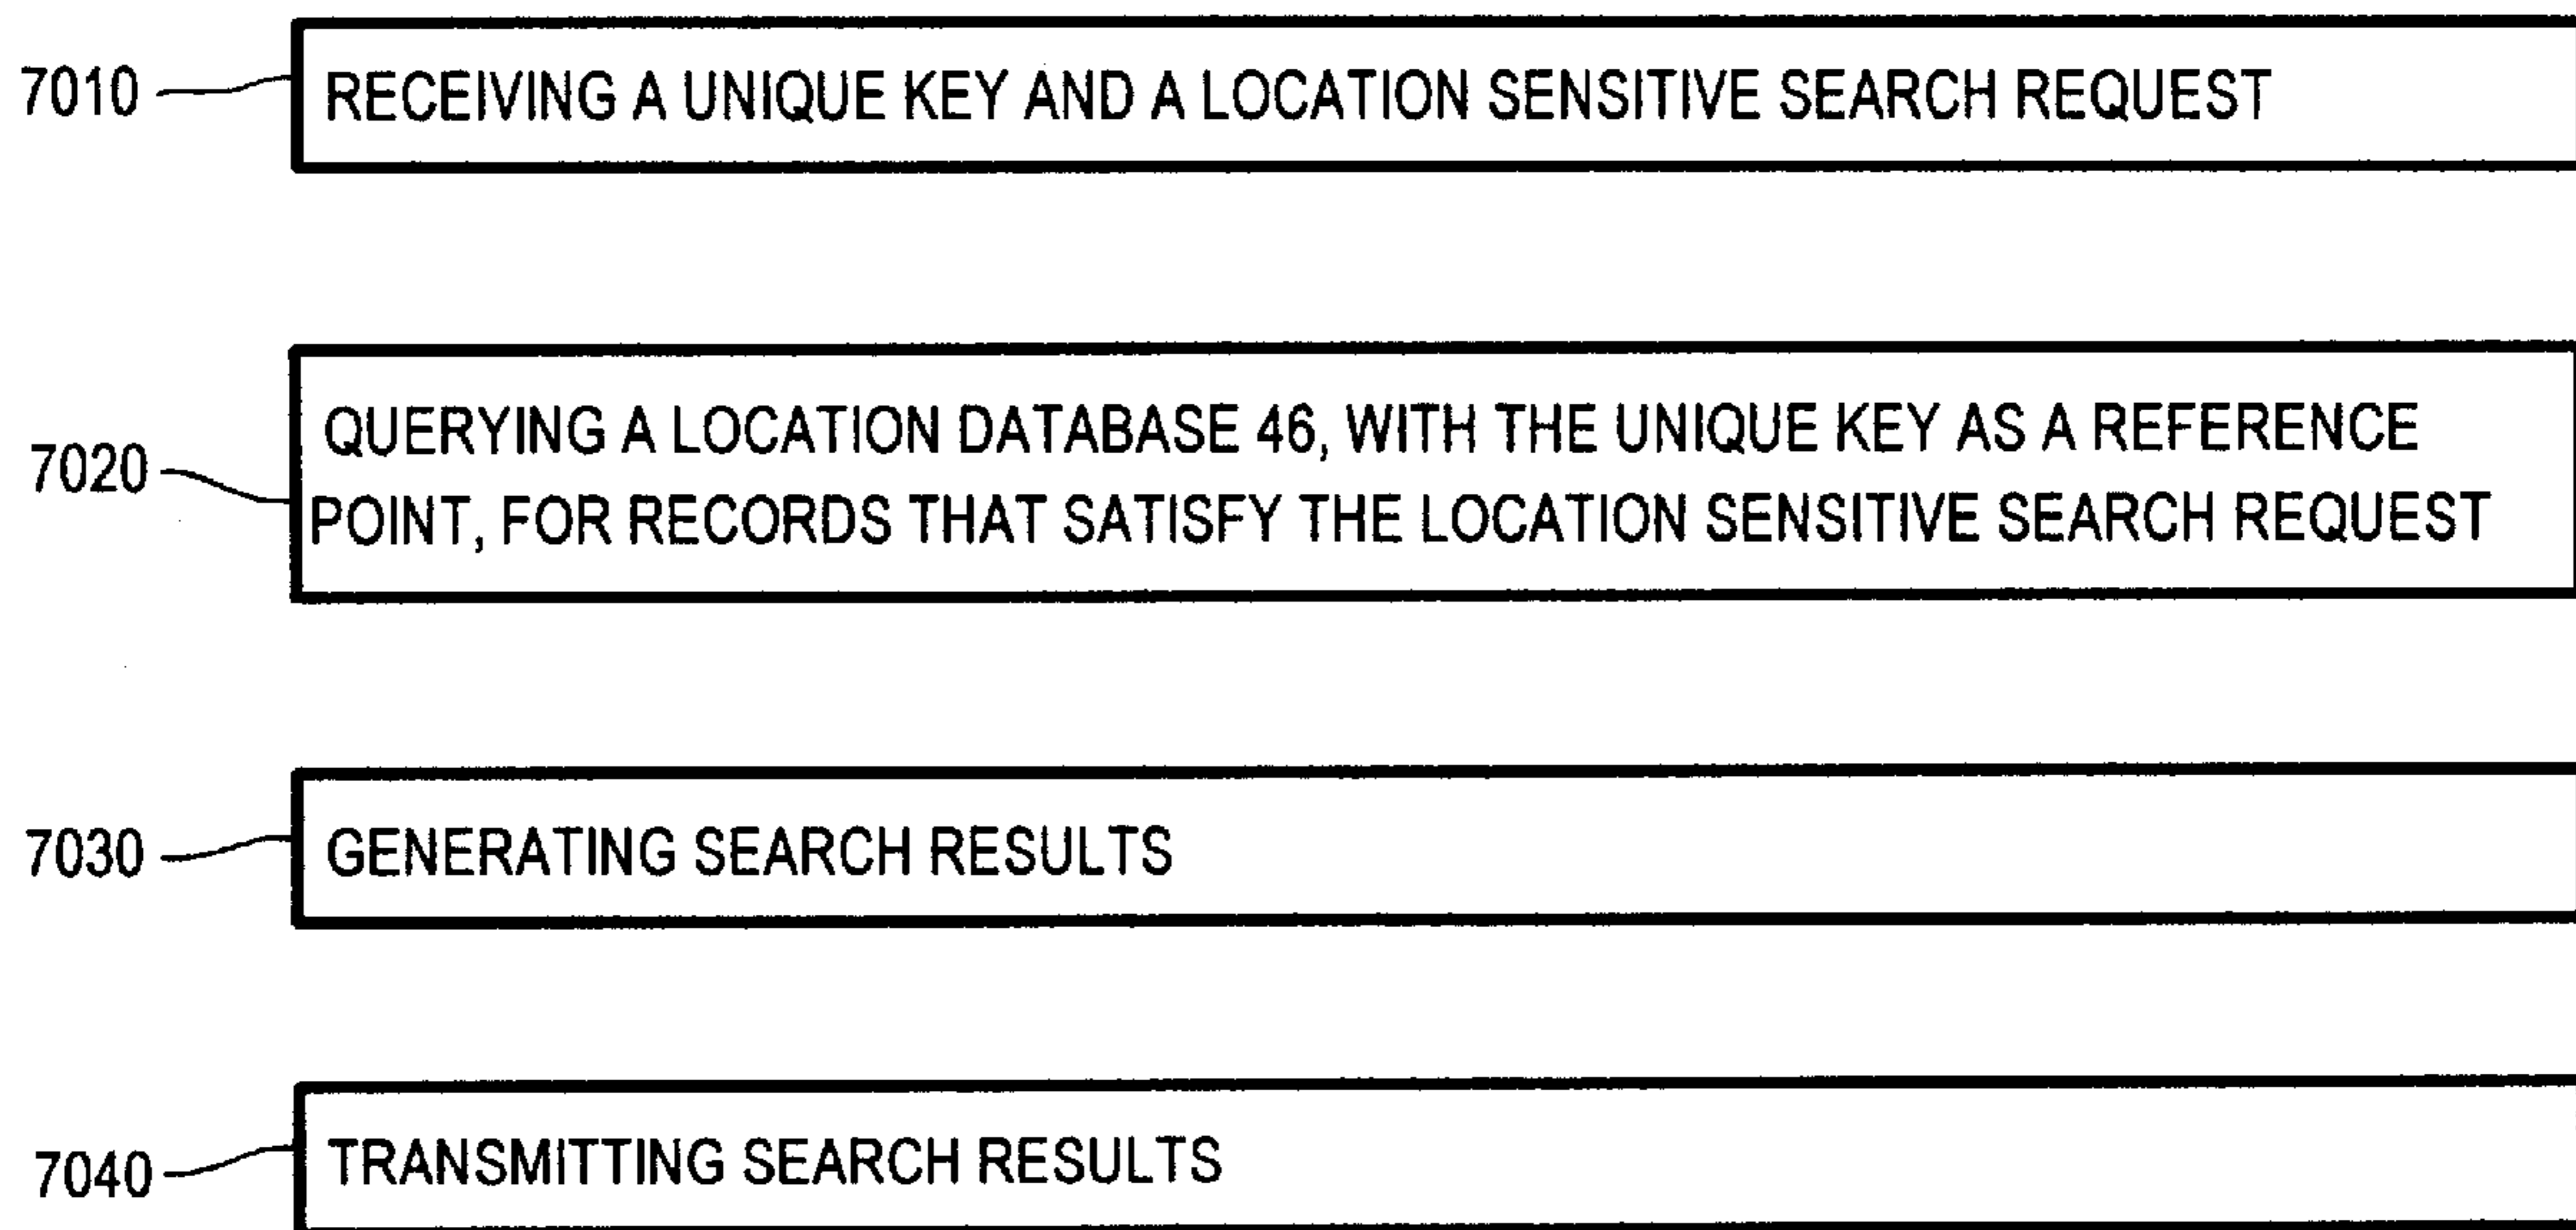 7010 RECEIVING A UNIQUE KEY AND A LOCATION SENSITIVE SEARCH REQUEST
7020 QUERYING A LOCATION DATABASE 46, WITH THE UNIQUE KEY AS A REFERENCE
POINT, FOR RECORDS THAT SATISFY THE LOCATION SENSITIVE SEARCH REQUEST
7030 GENERATING SEARCH RESULTS
7040 TRANSMITTING SEARCH RESULTS